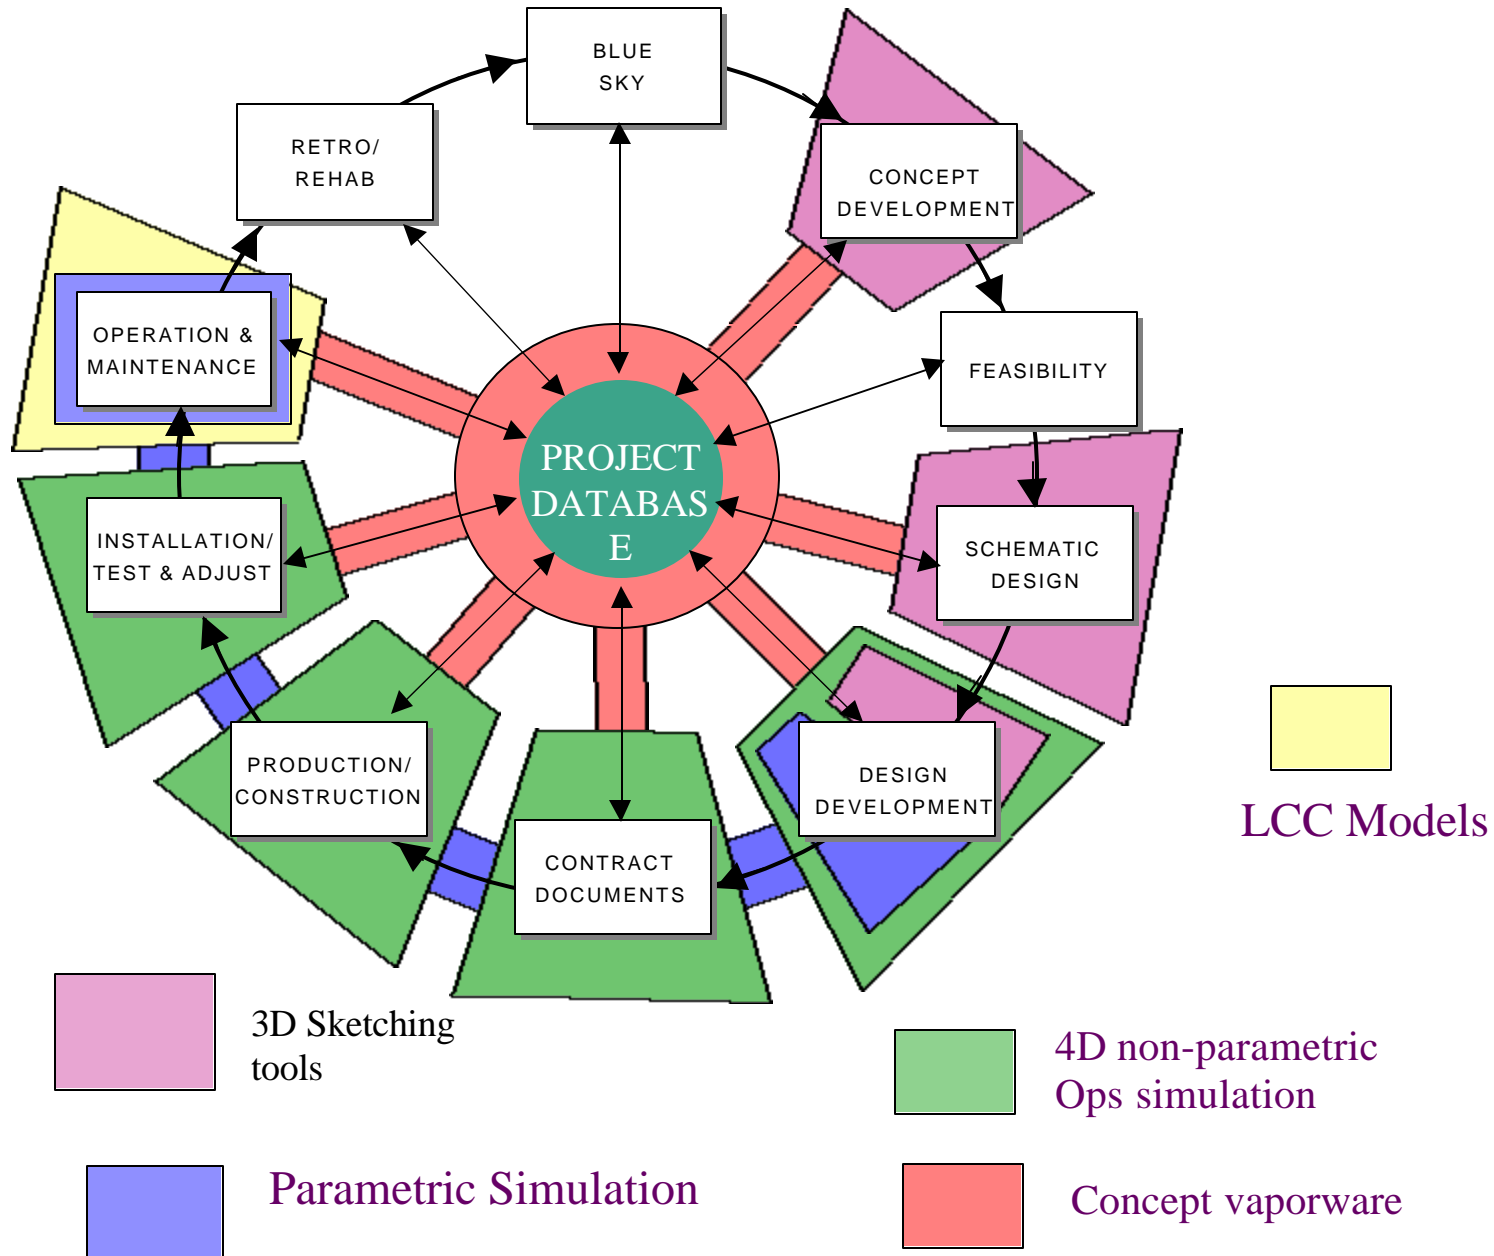 BLUE
SKY
RETRO/
REHAB
CONCEPT
DEVELOPMENT
OPERATION &
MAINTENANCE
FEASIBILITY
PROJECT
DATABAS
E
INSTALLATION/
TEST & ADJUST
SCHEMATIC
DESIGN
PRODUCTION/
CONSTRUCTION
DESIGN
DEVELOPMENT
CONTRACT
DOCUMENTS
LCC Models
3D Sketching
tools
4D non-parametric
Ops simulation
Parametric Simulation
Concept vaporware